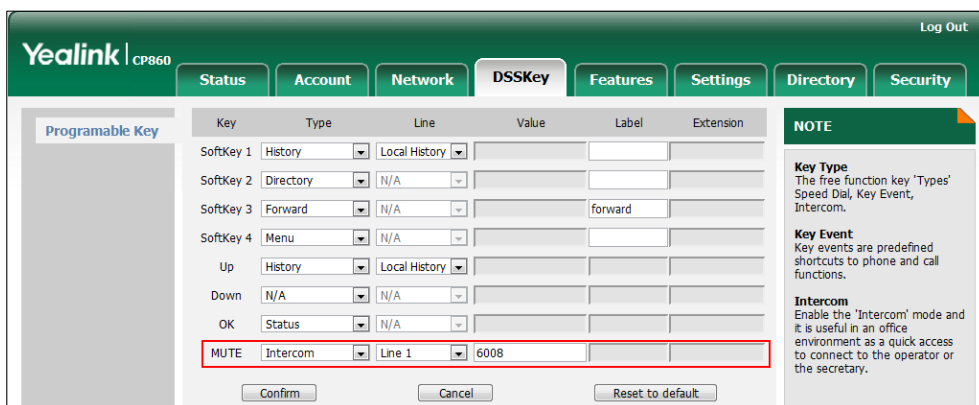 Log Out
Yealink CP860
Status Account Network DSSKey Features Settings Directory Security
Programable Key
Key Type Line Value Label Extension
SoftKey 1 History Local History
SoftKey 2 Directory N/A
SoftKey 3 Forward N/A forward
SoftKey 4 Menu N/A
Up History Local History
Down N/A N/A
OK Status N/A
MUTE Intercom Line 1 6008
Confirm Cancel Reset to default
NOTE
Key Type
The free function key 'Types'
Speed Dial, Key Event,
Intercom.
Key Event
Key events are predefined
shortcuts to phone and call
functions.
Intercom
Enable the 'Intercom' mode and
it is useful in an office
environment as a quick access
to connect to the operator or
the secretary.